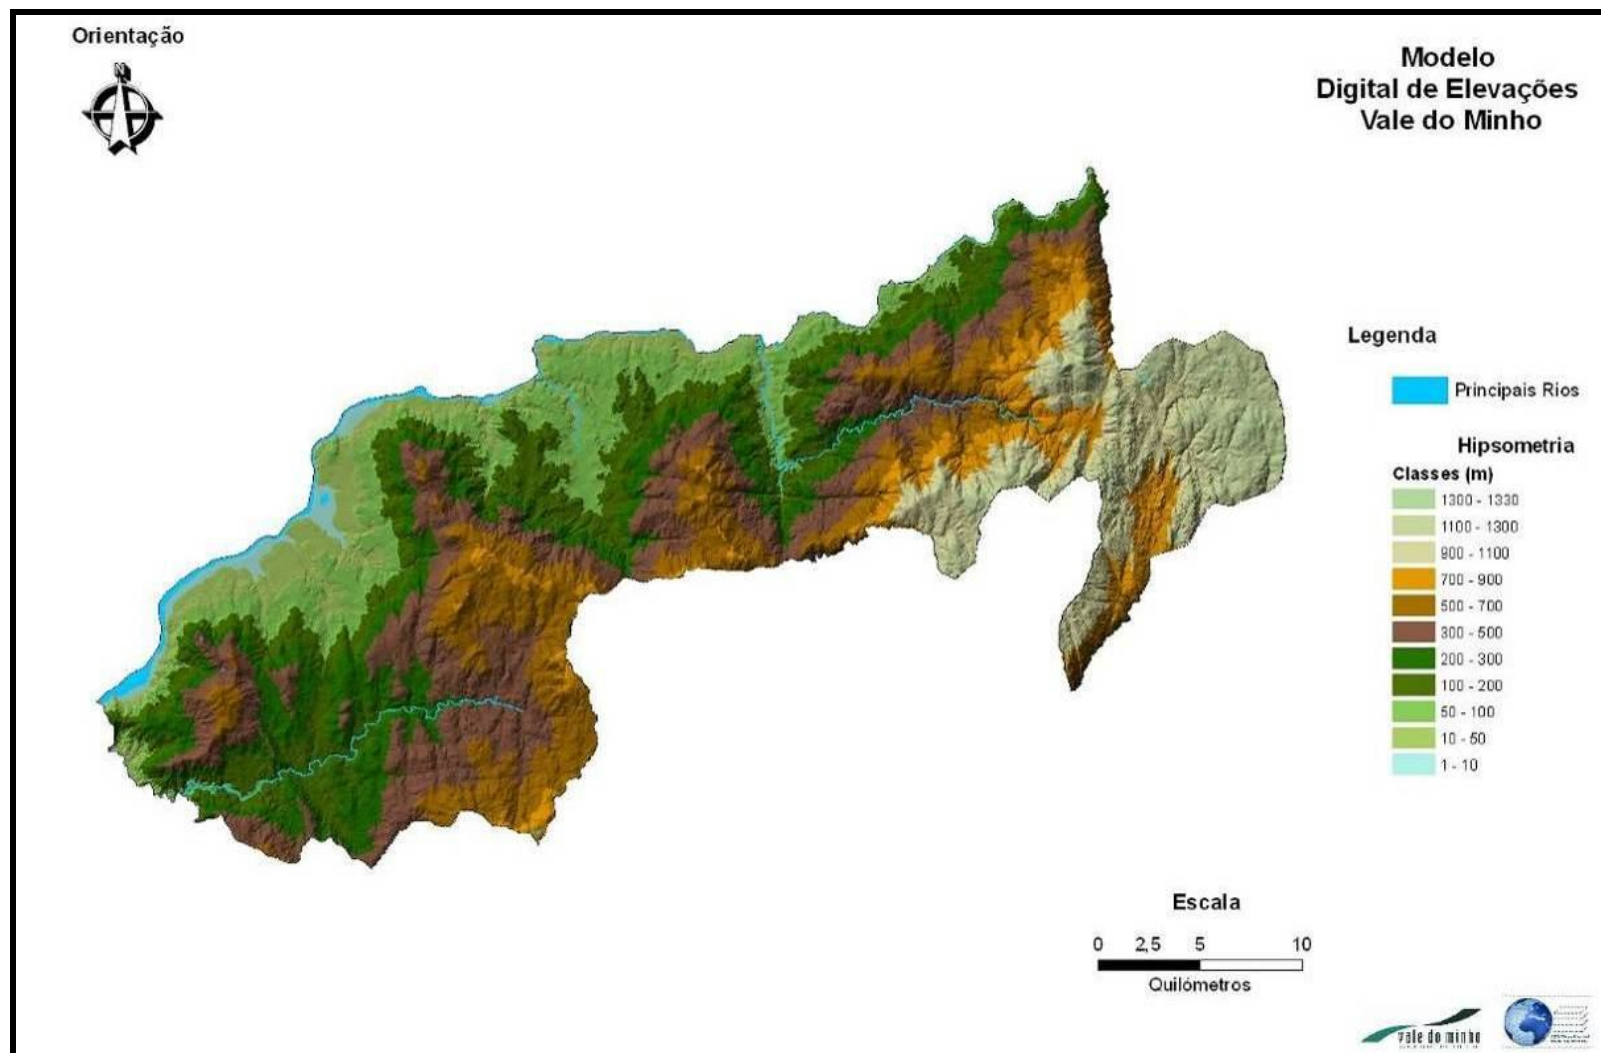 Orientação
N
Modelo
Digital de Elevações
Vale do Minho
Legenda
Principais Rios
Hipsometria
Classes (m)
1300 - 1330
1100 - 1300
900 - 1100
700 - 900
500 - 700
300 - 500
200 - 300
100 - 200
50 - 100
10 - 50
1 - 10
Escala
0 2,5 5 10
Quilómetros
vale do minho